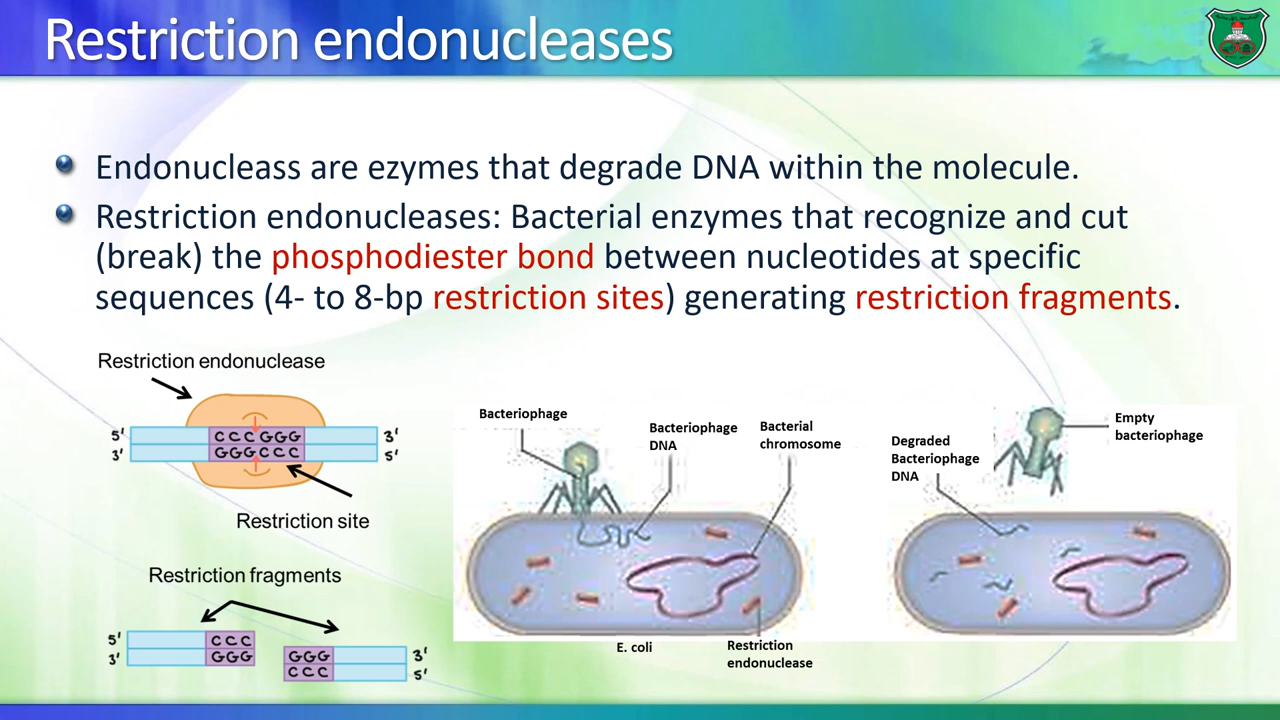 Restriction endonucleases
Endonucleass are ezymes that degrade DNA within the molecule.
Restriction endonucleases: Bacterial enzymes that recognize and cut
(break) the phosphodiester bond between nucleotides at specific
sequences (4- to 8-bp restriction sites) generating restriction fragments.
Restriction endonuclease
5' CCCGGG 3'
3' GGGCCC 5'
Restriction site
Restriction fragments
5' CCC
3' GGG
GGG 3'
CCC 5'
Bacteriophage
Bacteriophage
DNA
Bacterial
chromosome
E. coli
Restriction
endonuclease
Degraded
Bacteriophage
DNA
Empty
bacteriophage